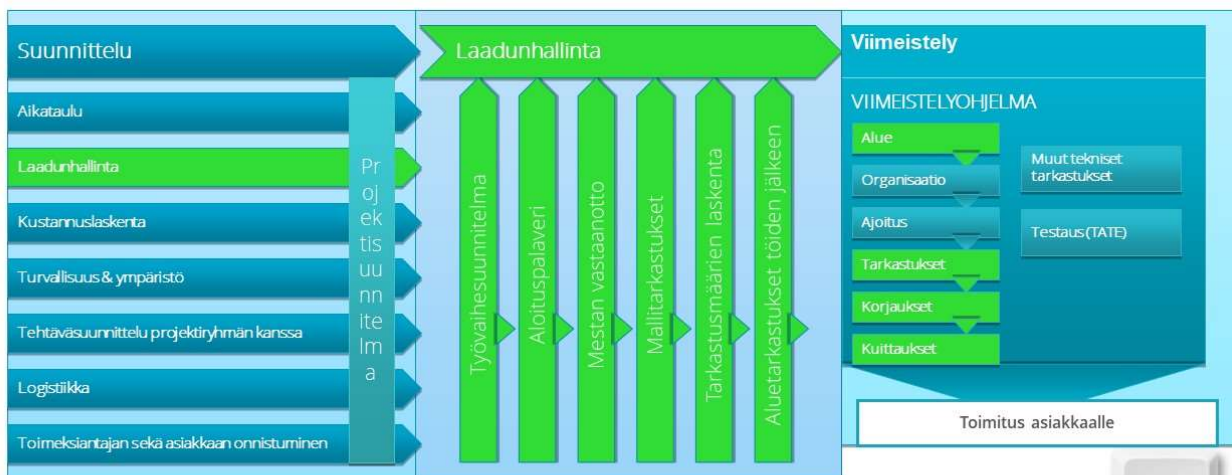 Suunnittelu
Aikataulu
Laadunhallinta
Kustannuslaskenta
Turvallisuus & ympäristö
Tehtäväsuunnittelu projektiryhmän kanssa
Logistiikka
Toimeksiantajan sekä asiakkaan onnistuminen
Pr
oj
ek
tis
uu
nn
ite
lm
a
Laadunhallinta
Työvaihesuunnitelma
Aloituspalaveri
Mestan vastaanotto
Mallitarkastukset
Tarkastusmäärien laskenta
Aluetarkastukset töiden jälkeen
Viimeistely
VIIMEISTELYOHJELMA
Alue
Organisaatio
Ajoitus
Tarkastukset
Korjaukset
Kuittaukset
Muut tekniset
tarkastukset
Testaus (TATE)
Toimitus asiakkaalle